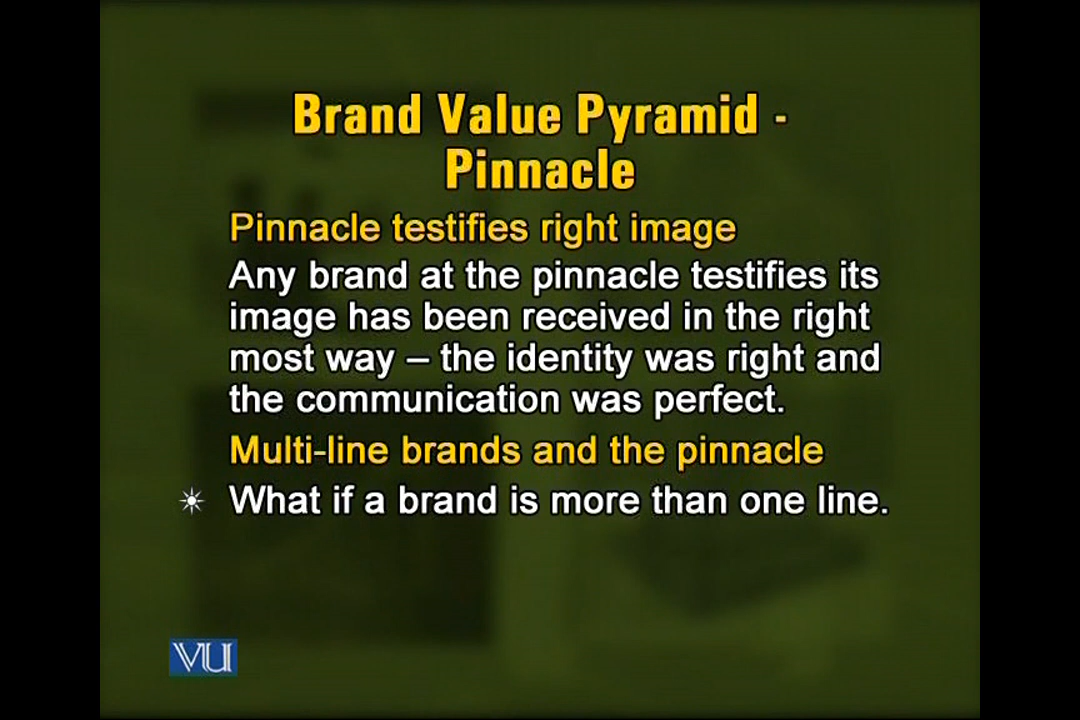 Brand Value Pyramid -
Pinnacle
Pinnacle testifies right image
Any brand at the pinnacle testifies its
image has been received in the right
most way – the identity was right and
the communication was perfect.
Multi-line brands and the pinnacle
What if a brand is more than one line.
VU